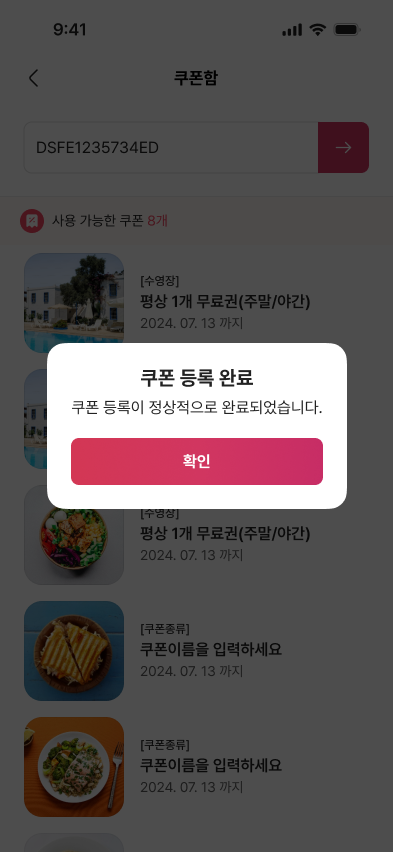 9:41
쿠폰함
DSFE1235734ED
사용 가능한 쿠폰 8개
[수영장]
평상 1개 무료권(주말/야간)
2024. 07. 13 까지
쿠폰 등록 완료
쿠폰 등록이 정상적으로 완료되었습니다.
확인
[수영장]
평상 1개 무료권(주말/야간)
2024. 07. 13 까지
[쿠폰종류]
쿠폰이름을 입력하세요
2024. 07. 13 까지
[쿠폰종류]
쿠폰이름을 입력하세요
2024. 07. 13 까지